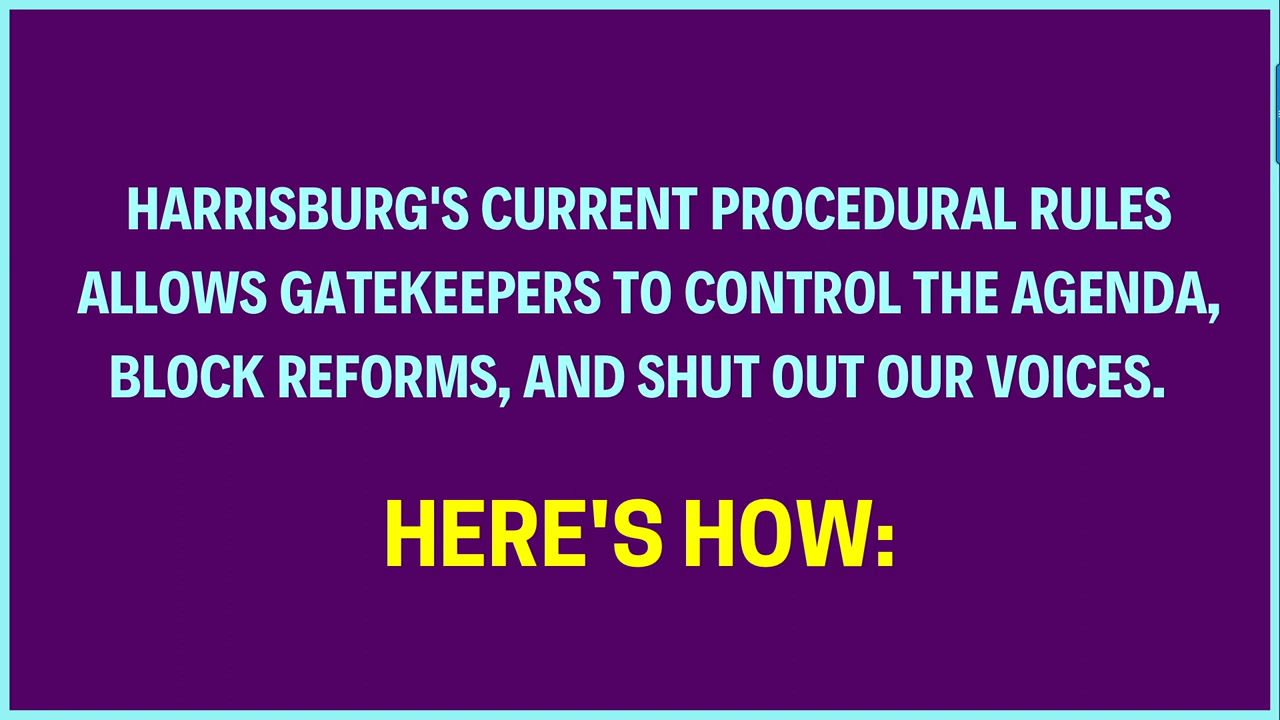 HARRISBURG'S CURRENT PROCEDURAL RULES
ALLOWS GATEKEEPERS TO CONTROL THE AGENDA,
BLOCK REFORMS, AND SHUT OUT OUR VOICES.
HERE'S HOW: